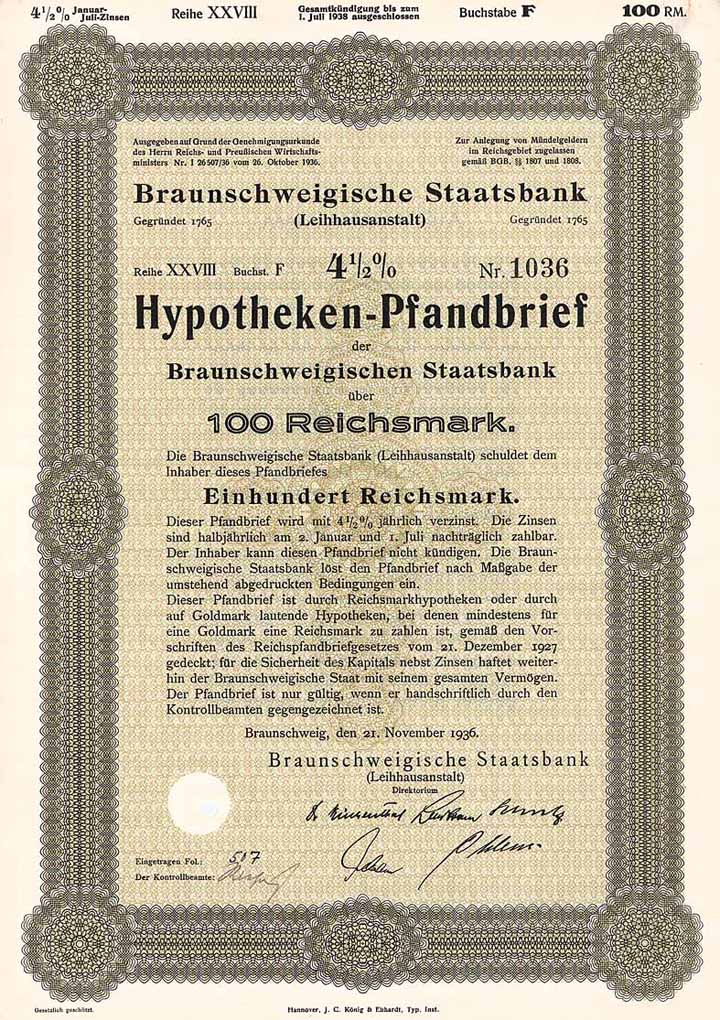 4½% Januar-Juli-Zinsen Reihe XXVIII Gesamtkündigung bis zum 1. Juli 1938 ausgeschlossen Buchstabe F 100 RM.
Ausgegeben auf Grund der Genehmigungsurkunde
des Herrn Reichs- und Preußischen Wirtschafts-
ministers Nr. I 26507/36 vom 26. Oktober 1936.
Zur Anlegung von Mündelgeldern
im Reichsgebiet zugelassen
gemäß BGB. §§ 1807 und 1808.
Braunschweigische Staatsbank
Gegründet 1765 (Leihhausanstalt) Gegründet 1765
Reihe XXVIII Buchst. F 4½% Nr. 1036
Hypotheken-Pfandbrief
der
Braunschweigischen Staatsbank
über
100 Reichsmark.
Die Braunschweigische Staatsbank (Leihhausanstalt) schuldet dem
Inhaber dieses Pfandbriefes
Einhundert Reichsmark.
Dieser Pfandbrief wird mit 4½% jährlich verzinst. Die Zinsen
sind halbjährlich am 2. Januar und 1. Juli nachträglich zahlbar.
Der Inhaber kann diesen Pfandbrief nicht kündigen. Die Braun-
schweigische Staatsbank löst den Pfandbrief nach Maßgabe der
umstehend abgedruckten Bedingungen ein.
Dieser Pfandbrief ist durch Reichsmarkhypotheken oder durch
auf Goldmark lautende Hypotheken, bei denen mindestens für
eine Goldmark eine Reichsmark zu zahlen ist, gemäß den Vor-
schriften des Reichspfandbriefgesetzes vom 21. Dezember 1927
gedeckt; für die Sicherheit des Kapitals nebst Zinsen haftet weiter-
hin der Braunschweigische Staat mit seinem gesamten Vermögen.
Der Pfandbrief ist nur gültig, wenn er handschriftlich durch den
Kontrollbeamten gegengezeichnet ist.
Braunschweig, den 21. November 1936.
Braunschweigische Staatsbank
(Leihhausanstalt)
Direktorium
Eingetragen Fol.: 507
Der Kontrollbeamte:
Gesetzlich geschützt.
Hannover, J. C. König & Ebhardt, Typ. Inst.